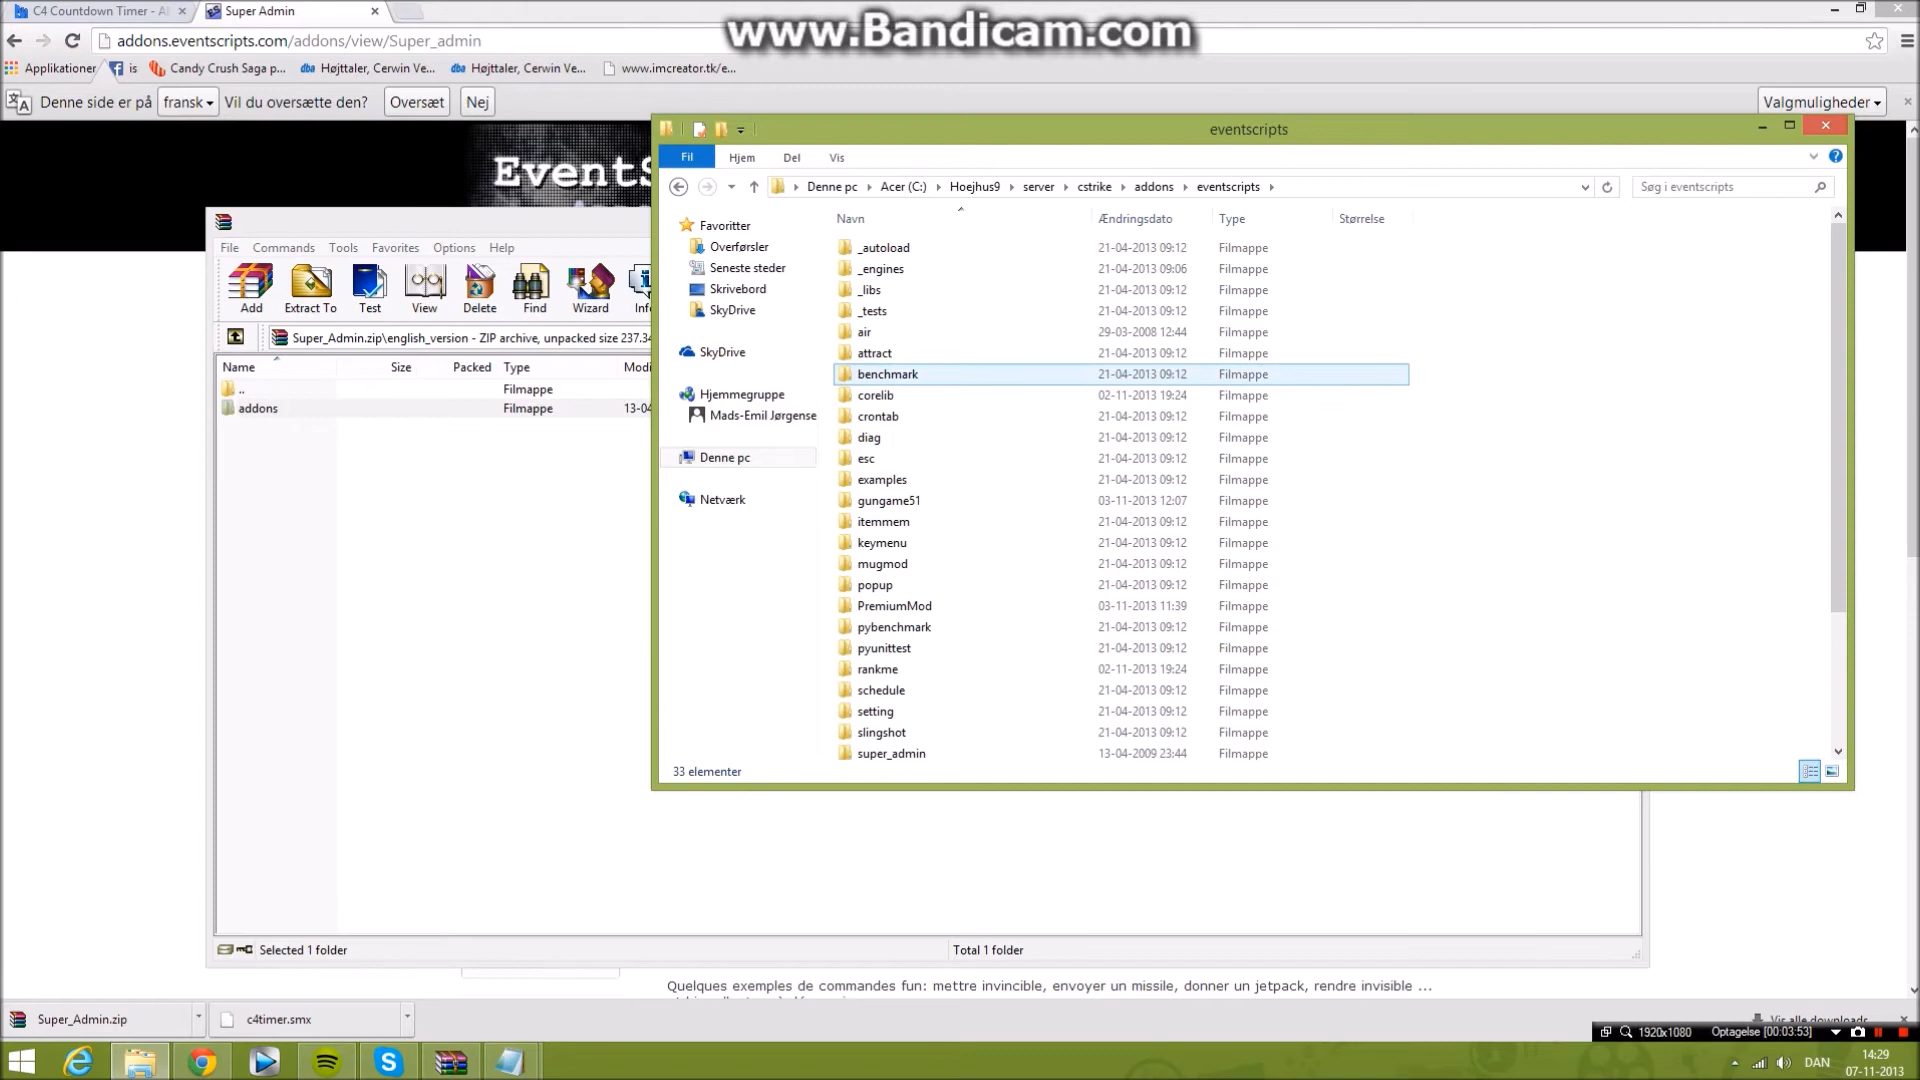 C4 Countdown Timer - Al
Super Admin
www.Bandicam.com
addons.eventscripts.com/addons/view/Super_admin
Applikationer
is
Candy Crush Saga p...
Højttaler, Cerwin Ve...
Højttaler, Cerwin Ve...
www.imcreator.tk/e...
Denne side er på
fransk
Vil du oversætte den?
Oversæt
Nej
Valgmuligheder
EventS
eventscripts
Fil
Hjem
Del
Vis
Denne pc
Acer (C:)
Hoejhus9
server
cstrike
addons
eventscripts
Søg i eventscripts
File
Commands
Tools
Favorites
Options
Help
Add
Extract To
Test
View
Delete
Find
Wizard
Inf
Super_Admin.zip\english_version - ZIP archive, unpacked size 237.34
Name
Size
Packed
Type
Modi
..
Filmappe
addons
Filmappe
13-04
Selected 1 folder
Total 1 folder
Favoritter
Overførsler
Seneste steder
Skrivebord
SkyDrive
SkyDrive
Hjemmegruppe
Mads-Emil Jørgense
Denne pc
Netværk
Navn
Ændringsdato
Type
Størrelse
_autoload 21-04-2013 09:12 Filmappe
_engines 21-04-2013 09:06 Filmappe
_libs 21-04-2013 09:12 Filmappe
_tests 21-04-2013 09:12 Filmappe
air 29-03-2008 12:44 Filmappe
attract 21-04-2013 09:12 Filmappe
benchmark 21-04-2013 09:12 Filmappe
corelib 02-11-2013 19:24 Filmappe
crontab 21-04-2013 09:12 Filmappe
diag 21-04-2013 09:12 Filmappe
esc 21-04-2013 09:12 Filmappe
examples 21-04-2013 09:12 Filmappe
gungame51 03-11-2013 12:07 Filmappe
itemmem 21-04-2013 09:12 Filmappe
keymenu 21-04-2013 09:12 Filmappe
mugmod 21-04-2013 09:12 Filmappe
popup 21-04-2013 09:12 Filmappe
PremiumMod 03-11-2013 11:39 Filmappe
pybenchmark 21-04-2013 09:12 Filmappe
pyunittest 21-04-2013 09:12 Filmappe
rankme 02-11-2013 19:24 Filmappe
schedule 21-04-2013 09:12 Filmappe
setting 21-04-2013 09:12 Filmappe
slingshot 21-04-2013 09:12 Filmappe
super_admin 13-04-2009 23:44 Filmappe
33 elementer
Quelques exemples de commandes fun: mettre invincible, envoyer un missile, donner un jetpack, rendre invisible ...
Super_Admin.zip
c4timer.smx
Vis alle downloads
1920x1080
Optagelse [00:03:53]
DAN
14:29
07-11-2013